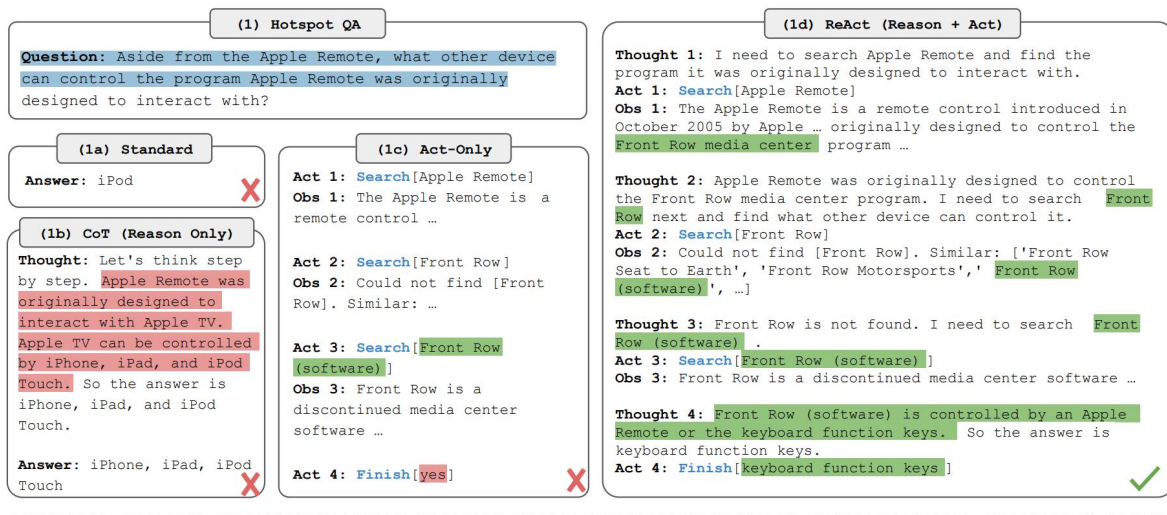 (1) Hotspot QA
Question: Aside from the Apple Remote, what other device
can control the program Apple Remote was originally
designed to interact with?
(1a) Standard
Answer: iPod
(1b) CoT (Reason Only)
Thought: Let's think step
by step. Apple Remote was
originally designed to
interact with Apple TV.
Apple TV can be controlled
by iPhone, iPad, and iPod
Touch. So the answer is
iPhone, iPad, and iPod
Touch.
Answer: iPhone, iPad, iPod
Touch
(1c) Act-Only
Act 1: Search[Apple Remote]
Obs 1: The Apple Remote is a
remote control …
Act 2: Search[Front Row]
Obs 2: Could not find [Front
Row]. Similar: …
Act 3: Search[Front Row
(software)]
Obs 3: Front Row is a
discontinued media center
software …
Act 4: Finish[yes]
(1d) ReAct (Reason + Act)
Thought 1: I need to search Apple Remote and find the
program it was originally designed to interact with.
Act 1: Search[Apple Remote]
Obs 1: The Apple Remote is a remote control introduced in
October 2005 by Apple … originally designed to control the
Front Row media center program …
Thought 2: Apple Remote was originally designed to control
the Front Row media center program. I need to search Front
Row next and find what other device can control it.
Act 2: Search[Front Row]
Obs 2: Could not find [Front Row]. Similar: ['Front Row
Seat to Earth', 'Front Row Motorsports',' Front Row
(software)', …]
Thought 3: Front Row is not found. I need to search Front
Row (software) .
Act 3: Search[Front Row (software)]
Obs 3: Front Row is a discontinued media center software …
Thought 4: Front Row (software) is controlled by an Apple
Remote or the keyboard function keys. So the answer is
keyboard function keys.
Act 4: Finish[keyboard function keys]